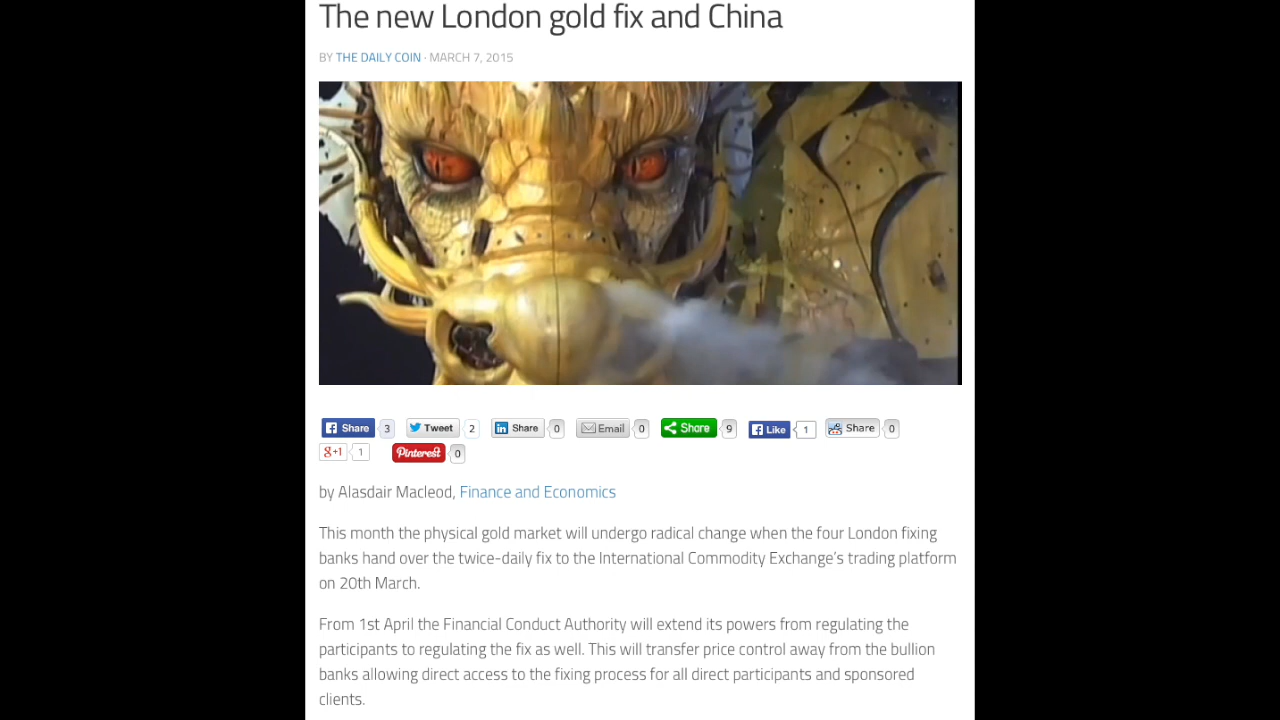 The new London gold fix and China
BY THE DAILY COIN · MARCH 7, 2015
Share 3 Tweet 2 Share 0 Email 0 Share 9 Like 1 Share 0
g+1 1 Pinterest 0
by Alasdair Macleod, Finance and Economics
This month the physical gold market will undergo radical change when the four London fixing
banks hand over the twice-daily fix to the International Commodity Exchange’s trading platform
on 20th March.
From 1st April the Financial Conduct Authority will extend its powers from regulating the
participants to regulating the fix as well. This will transfer price control away from the bullion
banks allowing direct access to the fixing process for all direct participants and sponsored
clients.